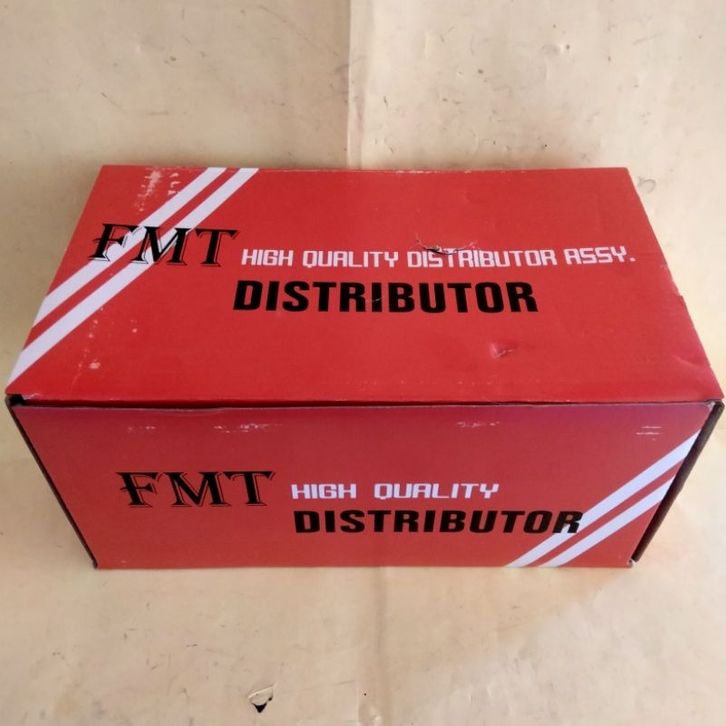 FMT HIGH QUALITY DISTRIBUTOR ASSY.
DISTRIBUTOR
FMT HIGH QUALITY
DISTRIBUTOR